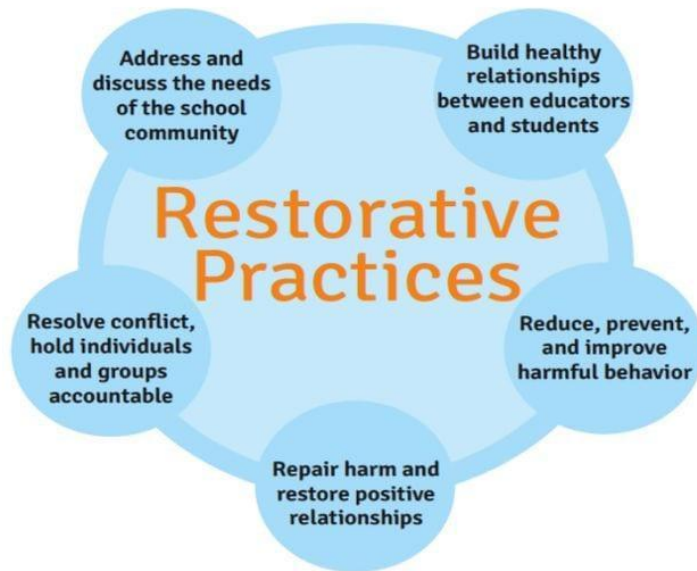 Address and
discuss the needs
of the school
community
Build healthy
relationships
between educators
and students
Restorative
Practices
Resolve conflict,
hold individuals
and groups
accountable
Reduce, prevent,
and improve
harmful behavior
Repair harm and
restore positive
relationships